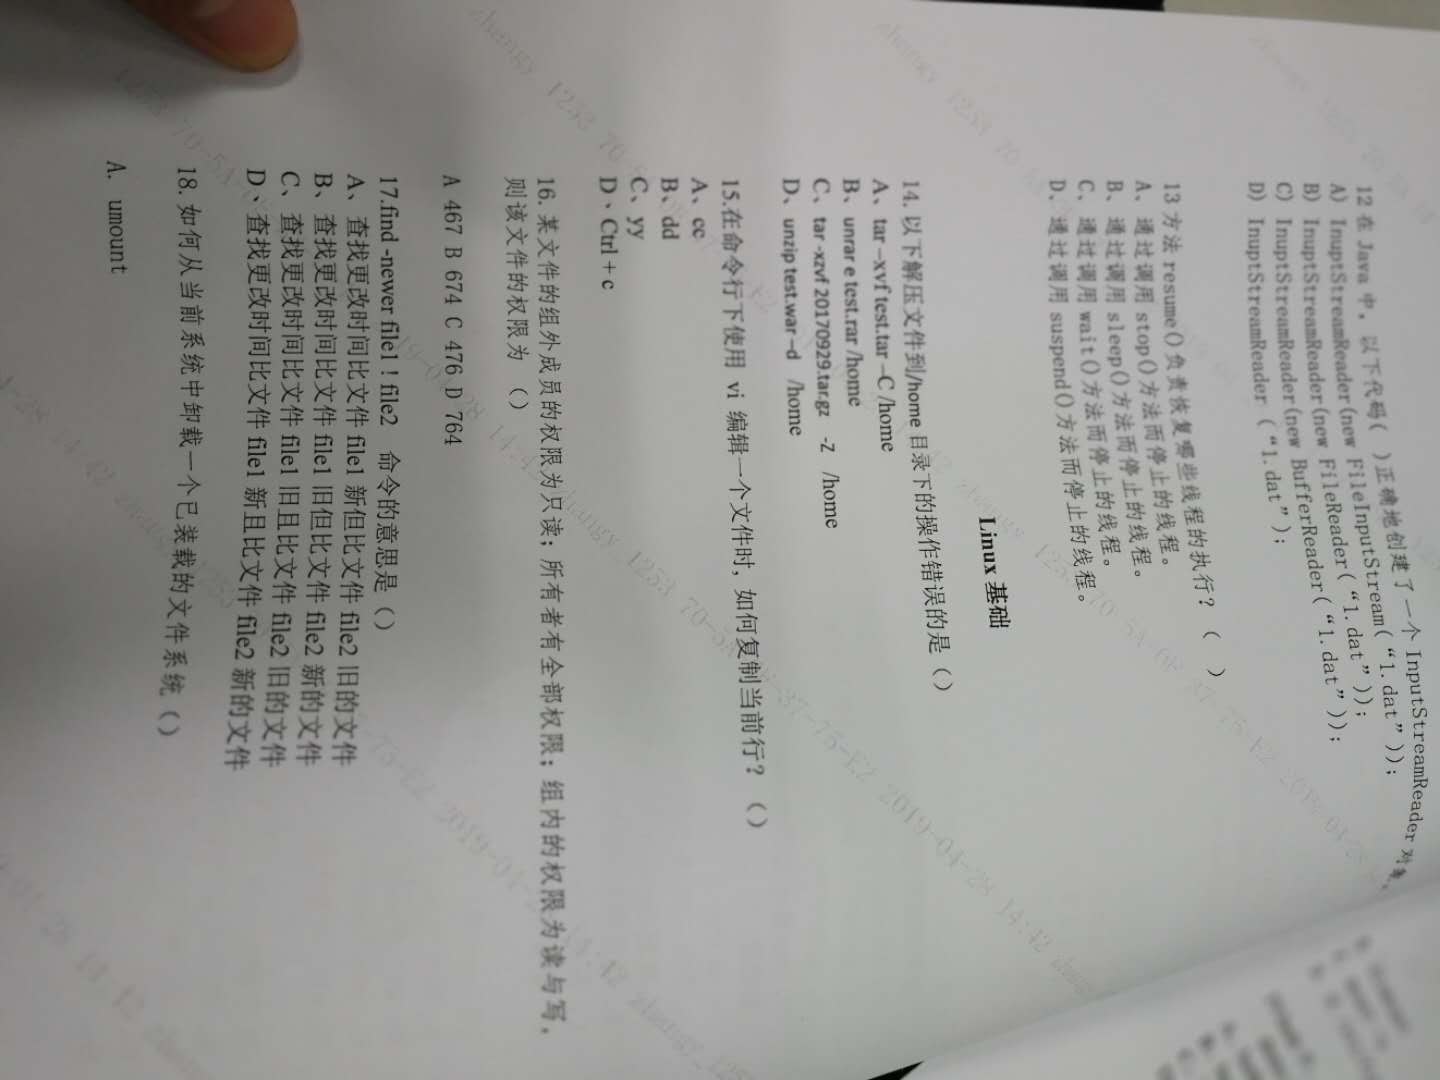 12 在 Java 中，以下代码( )正确地创建了一个 InputStreamReader 对象。
A) InuptStreamReader(new FileInputStream(“1.dat”));
B) InuptStreamReader(new FileReader(“1.dat”));
C) InuptStreamReader(new BufferReader(“1.dat”));
D) InuptStreamReader (“1.dat”);
13 方法 resume()负责恢复哪些线程的执行？（ ）
A、通过调用 stop()方法而停止的线程。
B、通过调用 sleep()方法而停止的线程。
C、通过调用 wait()方法而停止的线程。
D、通过调用 suspend()方法而停止的线程。
Linux 基础
14. 以下解压文件到/home 目录下的操作错误的是（）
A、tar –xvf test.tar –C /home
B、unrar e test.rar /home
C、tar -xzvf 20170929.tar.gz -Z /home
D、unzip test.war –d /home
15.在命令行下使用 vi 编辑一个文件时，如何复制当前行？（）
A、cc
B、dd
C、yy
D、Ctrl＋c
16. 某文件的组外成员的权限为只读；所有者有全部权限；组内的权限为读与写，
则该文件的权限为（）
A 467 B 674 C 476 D 764
17.find -newer file1 ! file2 命令的意思是（）
A、查找更改时间比文件 file1 新但比文件 file2 旧的文件
B、查找更改时间比文件 file1 旧但比文件 file2 新的文件
C、查找更改时间比文件 file1 旧且比文件 file2 旧的文件
D、查找更改时间比文件 file1 新且比文件 file2 新的文件
18. 如何从当前系统中卸载一个已装载的文件系统（）
A. umount